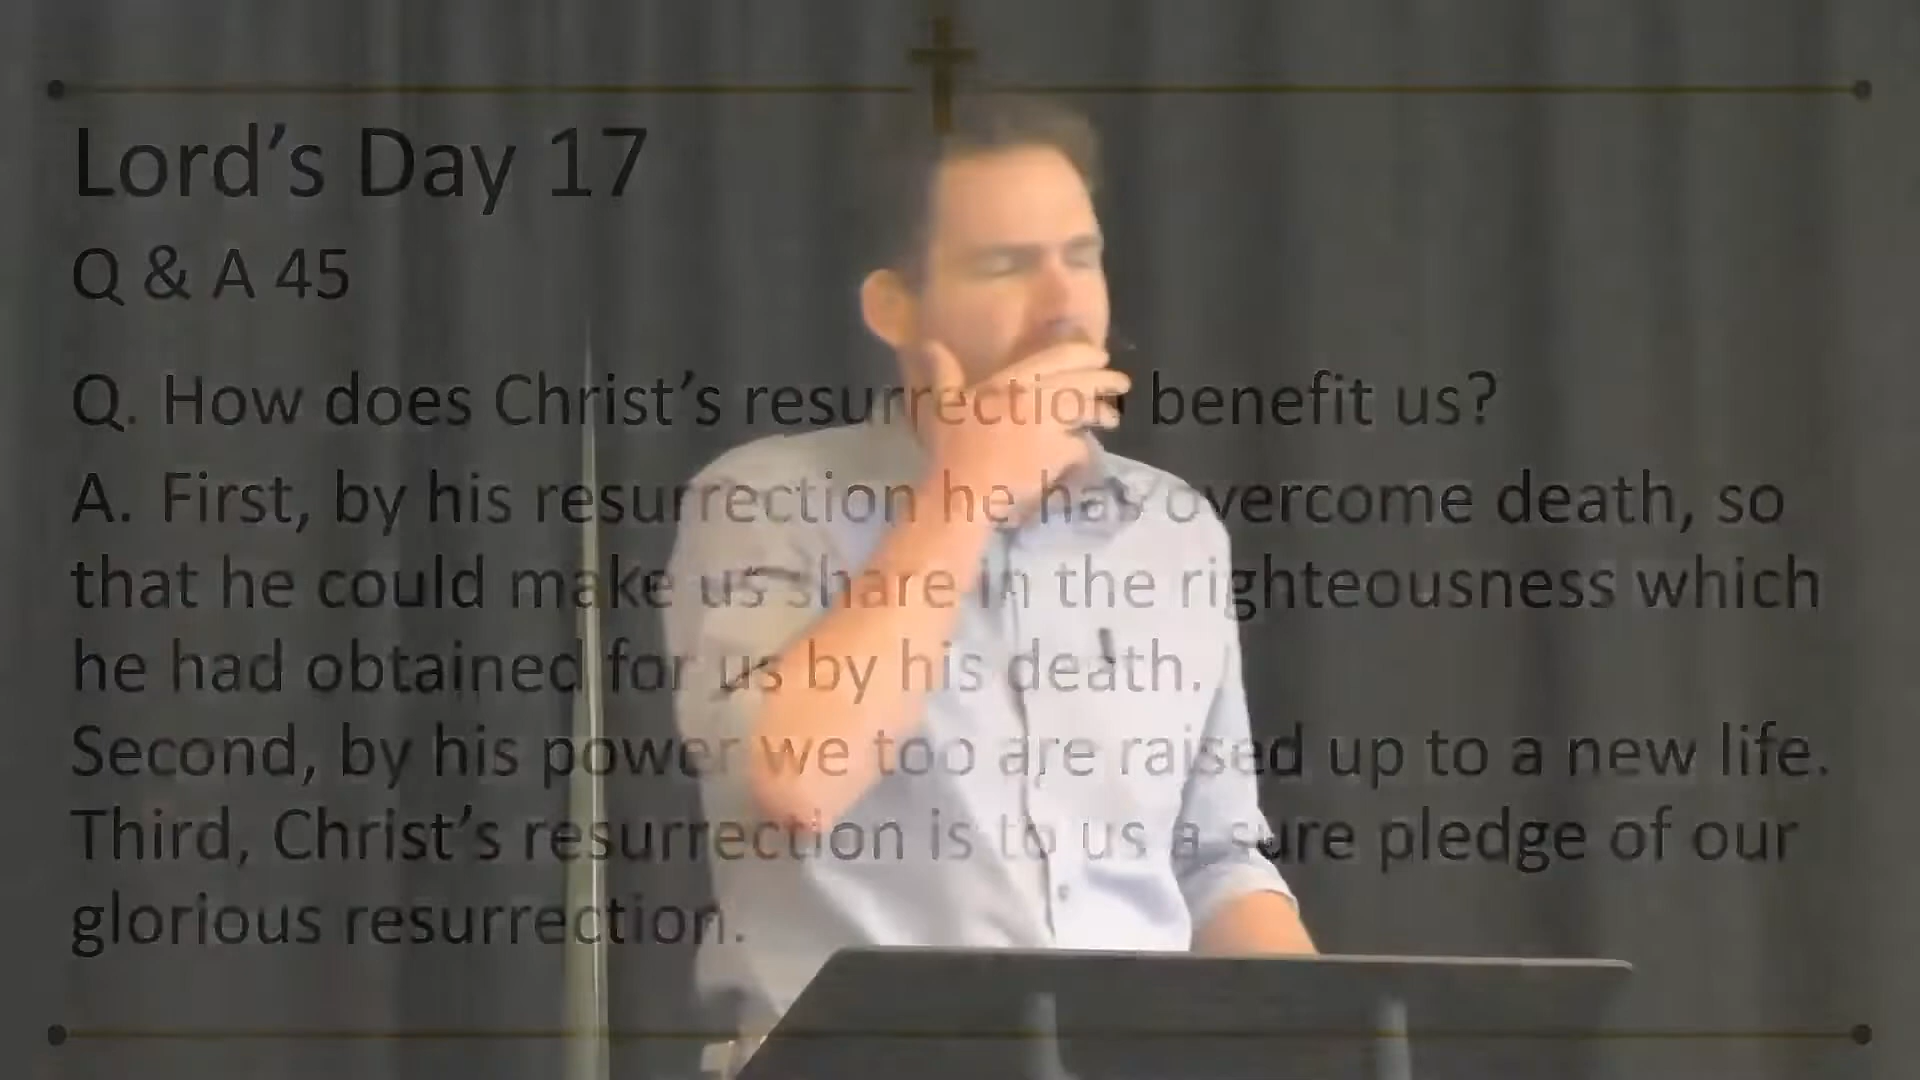 Lord’s Day 17
Q & A 45
Q. How does Christ’s resurrection benefit us?
A. First, by his resurrection he has overcome death, so
that he could make us share in the righteousness which
he had obtained for us by his death.
Second, by his power we too are raised up to a new life.
Third, Christ’s resurrection is to us a sure pledge of our
glorious resurrection.